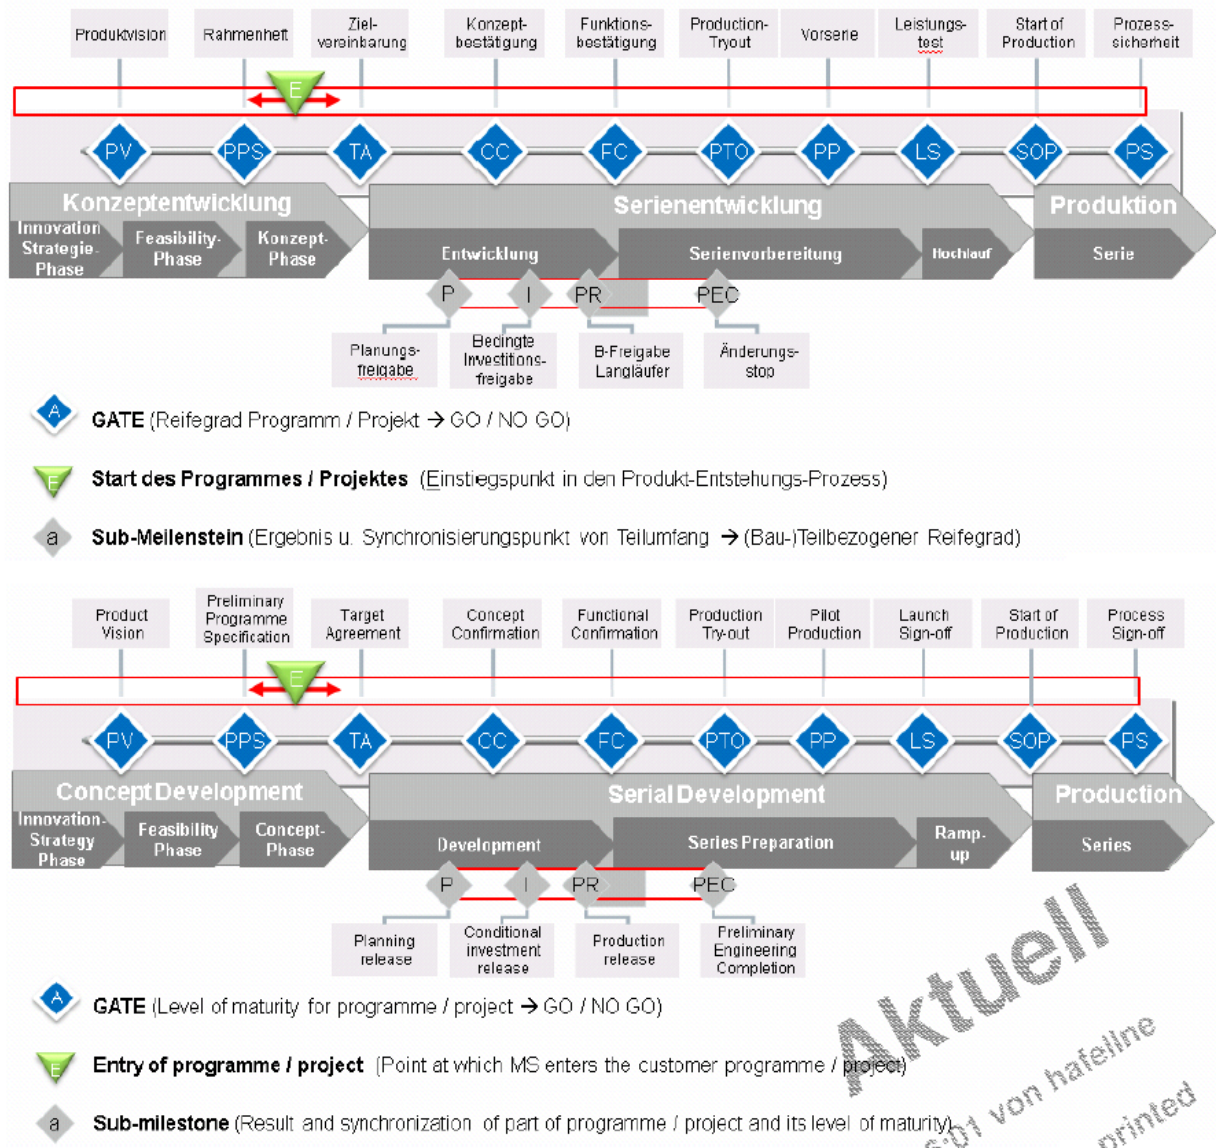 Produktvision
Rahmenheft
Ziel-
vereinbarung
Konzept-
bestätigung
Funktions-
bestätigung
Production-
Tryout
Vorserie
Leistungs-
test
Start of
Production
Prozess-
sicherheit
E
PV
PPS
TA
CC
FC
PTO
PP
LS
SOP
PS
Konzeptentwicklung
Serienentwicklung
Produktion
Innovation
Strategie-
Phase
Feasibility-
Phase
Konzept-
Phase
Entwicklung
Serienvorbereitung
Hochlauf
Serie
P
I
PR
PEC
Planungs-
freigabe
Bedingte
Investitions-
freigabe
B-Freigabe
Langläufer
Änderungs-
stop
A
GATE (Reifegrad Programm / Projekt → GO / NO GO)
E
Start des Programmes / Projektes (Einstiegspunkt in den Produkt-Entstehungs-Prozess)
a
Sub-Meilenstein (Ergebnis u. Synchronisierungspunkt von Teilumfang → (Bau-)Teilbezogener Reifegrad)
Product
Vision
Preliminary
Programme
Specification
Target
Agreement
Concept
Confirmation
Functional
Confirmation
Production
Try-out
Pilot
Production
Launch
Sign-off
Start of
Production
Process
Sign-off
E
PV
PPS
TA
CC
FC
PTO
PP
LS
SOP
PS
Concept Development
Serial Development
Production
Innovation-
Strategy
Phase
Feasibility
Phase
Concept-
Phase
Development
Series Preparation
Ramp-
up
Series
P
I
PR
PEC
Planning
release
Conditional
investment
release
Production
release
Preliminary
Engineering
Completion
A
GATE (Level of maturity for programme / project → GO / NO GO)
E
Entry of programme / project (Point at which MS enters the customer programme / project)
a
Sub-milestone (Result and synchronization of part of programme / project and its level of maturity)
Aktuell
von hafeline
printed